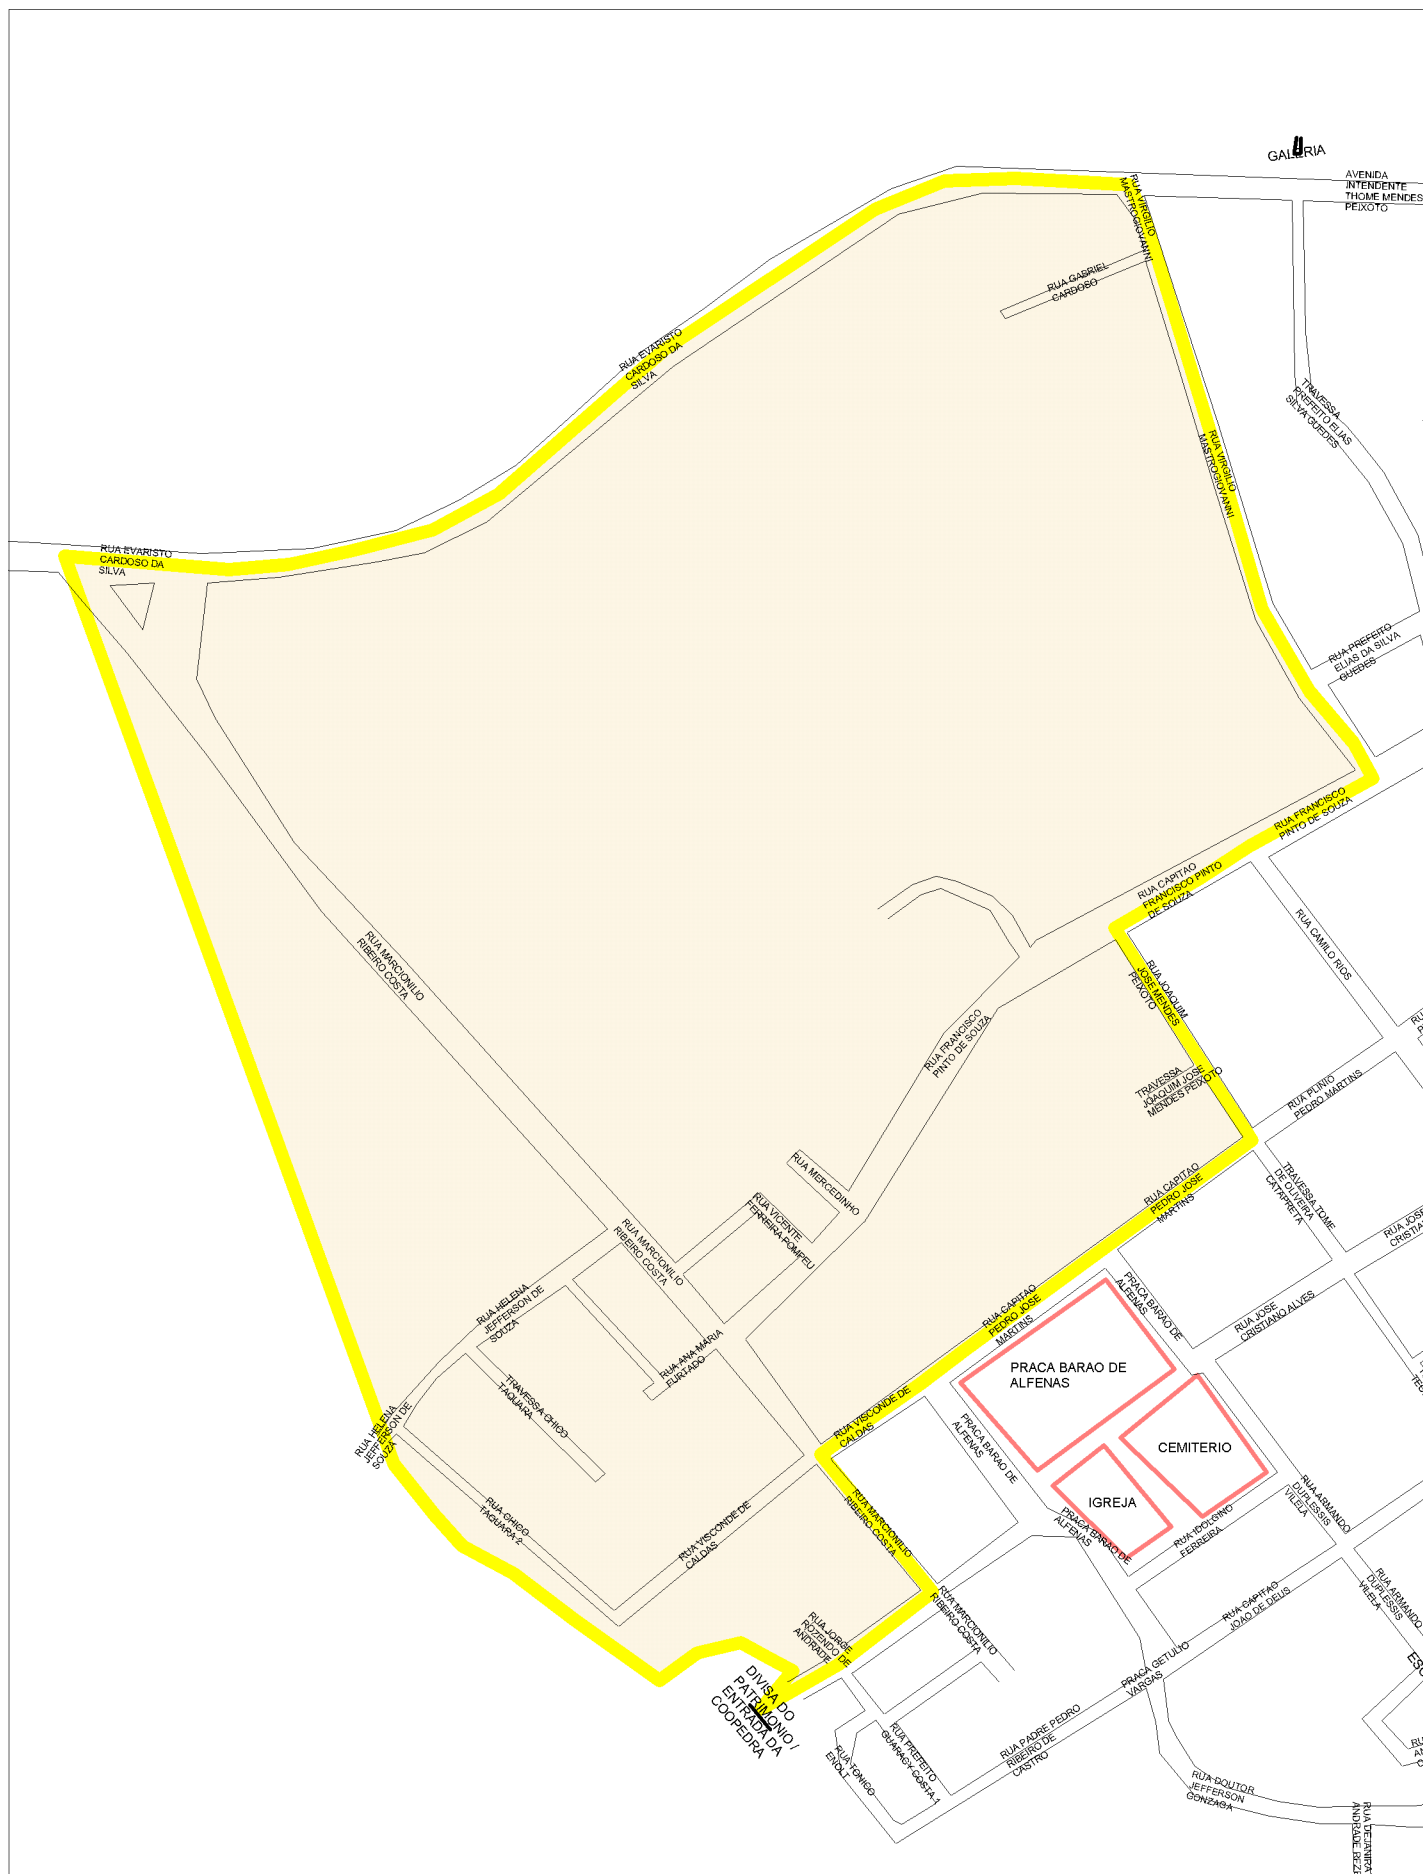 GALERIA
AVENIDA
INTENDENTE
THOME MENDES
PEIXOTO
RUA VIRGILIO
MASTROGIOVANNI
RUA GABRIEL
CARDOSO
RUA EVARISTO
CARDOSO DA
SILVA
TRAVESSA
PREFEITO ELIAS
SILVA GUEDES
RUA VIRGILIO
MASTROGIOVANNI
RUA EVARISTO
CARDOSO DA
SILVA
RUA PREFEITO
ELIAS DA SILVA
GUEDES
RUA FRANCISCO
PINTO DE SOUZA
RUA CAPITAO
FRANCISCO PINTO
DE SOUZA
RUA CAMILO RIOS
RUA MARCIONILIO
RIBEIRO COSTA
RUA JOAQUIM
JOSE MENDES
PEIXOTO
RUA FRANCISCO
PINTO DE SOUZA
TRAVESSA
JOAQUIM JOSE
MENDES PEIXOTO
RUA PLINIO
PEDRO MARTINS
RUA MERCEDINHO
RUA CAPITAO
PEDRO JOSE
MARTINS
TRAVESSA TOME
DE OLIVEIRA
CATAPRETA
RUA VICENTE
FERREIRA POMPEU
RUA JOSE
CRISTIA
RUA MARCIONILIO
RIBEIRO COSTA
RUA HELENA
JEFFERSON DE
SOUZA
RUA CAPITAO
PEDRO JOSE
MARTINS
PRACA BARAO DE
ALFENAS
RUA JOSE
CRISTIANO ALVES
RUA ANA MARIA
FURTADO
PRACA BARAO DE
ALFENAS
TRAVESSA CHICO
TAQUARA
RUA HELENA
JEFFERSON DE
SOUZA
RUA VISCONDE DE
CALDAS
PRACA BARAO DE
ALFENAS
CEMITERIO
IGREJA
RUA CHICO
TAQUARA 2
RUA VISCONDE DE
CALDAS
RUA MARCIONILIO
RIBEIRO COSTA
PRACA BARAO DE
ALFENAS
RUA IDOLGINO
FERREIRA
RUA ARMANDO
DUPLESSIS
VILELA
RUA ARMANDO
DUPLESSIS
VILELA
RUA CAPITAO
JOAO DE DEUS
RUA JORGE
ROZENDO DE
ANDRADE
RUA MARCIONILIO
RIBEIRO COSTA
DIVISA DO
PATRIMONIO /
ENTRADA DA
COOPEDRA
PRACA GETULIO
VARGAS
RUA PADRE PEDRO
RIBEIRO DE
CASTRO
RUA PREFEITO
GUARACY COSTA 1
RUA TONICO
ENOLT
RUA DOUTOR
JEFFERSON
GONZAGA
RUA DEJANIRA